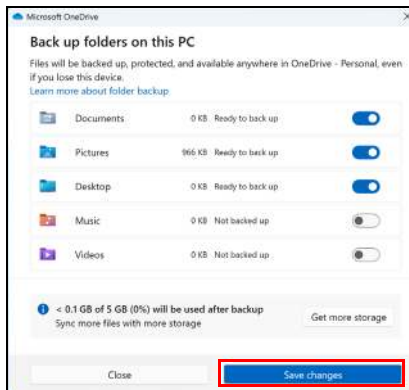 Microsoft OneDrive
Back up folders on this PC
Files will be backed up, protected, and available anywhere in OneDrive - Personal, even
if you lose this device.
Learn more about folder backup
Documents 0 KB Ready to back up
Pictures 966 KB Ready to back up
Desktop 0 KB Ready to back up
Music 0 KB Not backed up
Videos 0 KB Not backed up
< 0.1 GB of 5 GB (0%) will be used after backup
Sync more files with more storage
Get more storage
Close
Save changes